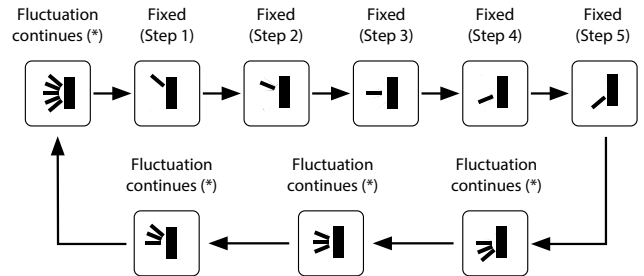 Fluctuation
continues (*)
Fixed
(Step 1)
Fixed
(Step 2)
Fixed
(Step 3)
Fixed
(Step 4)
Fixed
(Step 5)
Fluctuation
continues (*)
Fluctuation
continues (*)
Fluctuation
continues (*)